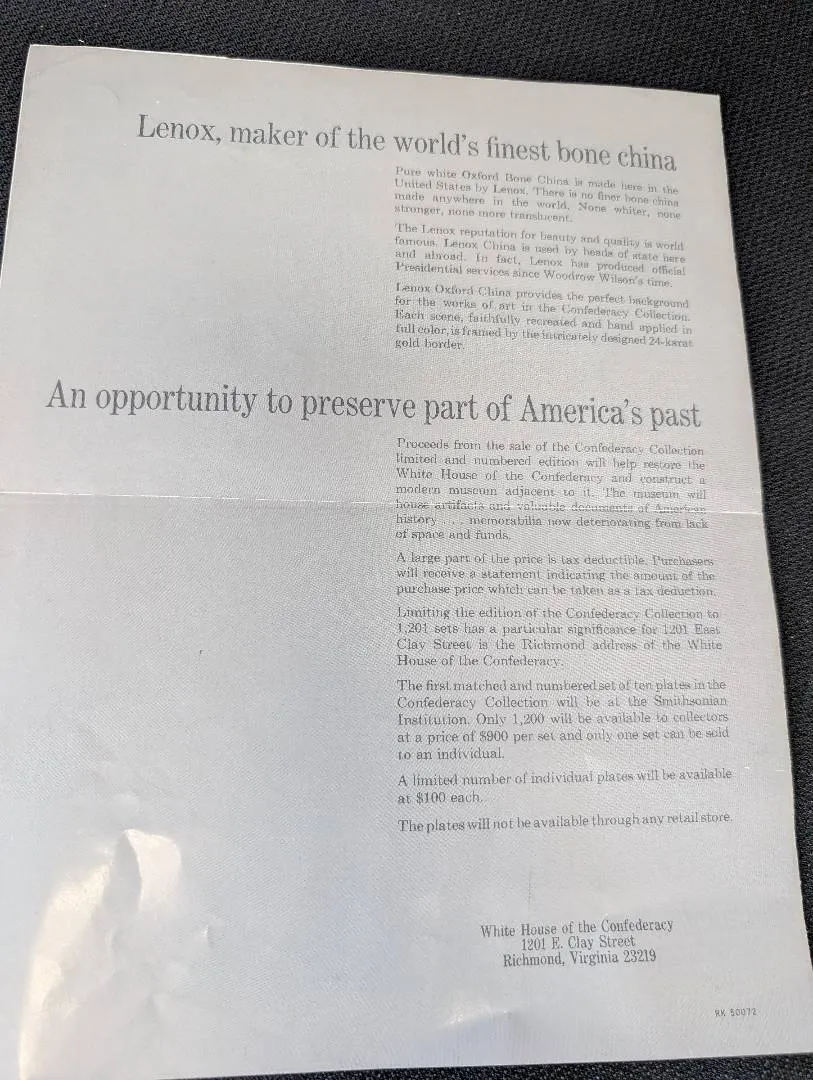 Lenox, maker of the world's finest bone china
Pure white Oxford Bone China is made here in the
United States by Lenox. There is no finer bone china
made anywhere in the world. None whiter, none
stronger, none more translucent.
The Lenox reputation for beauty and quality is world
famous. Lenox China is used by heads of state here
and abroad. In fact, Lenox has produced official
Presidential services since Woodrow Wilson's time.
Lenox Oxford China provides the perfect background
for the works of art in the Confederacy Collection.
Each scene, faithfully recreated and hand applied in
full color, is framed by the intricately designed 24-karat
gold border.
An opportunity to preserve part of America's past
Proceeds from the sale of the Confederacy Collection
limited and numbered edition will help restore the
White House of the Confederacy and construct a
modern museum adjacent to it. The museum will
house artifacts and valuable documents of American
history . . . memorabilia now deteriorating from lack
of space and funds.
A large part of the price is tax deductible. Purchasers
will receive a statement indicating the amount of the
purchase price which can be taken as a tax deduction.
Limiting the edition of the Confederacy Collection to
1,201 sets has a particular significance for 1201 East
Clay Street is the Richmond address of the White
House of the Confederacy.
The first matched and numbered set of ten plates in the
Confederacy Collection will be at the Smithsonian
Institution. Only 1,200 will be available to collectors
at a price of $900 per set and only one set can be sold
to an individual.
A limited number of individual plates will be available
at $100 each.
The plates will not be available through any retail store.
White House of the Confederacy
1201 E. Clay Street
Richmond, Virginia 23219
RK 50072